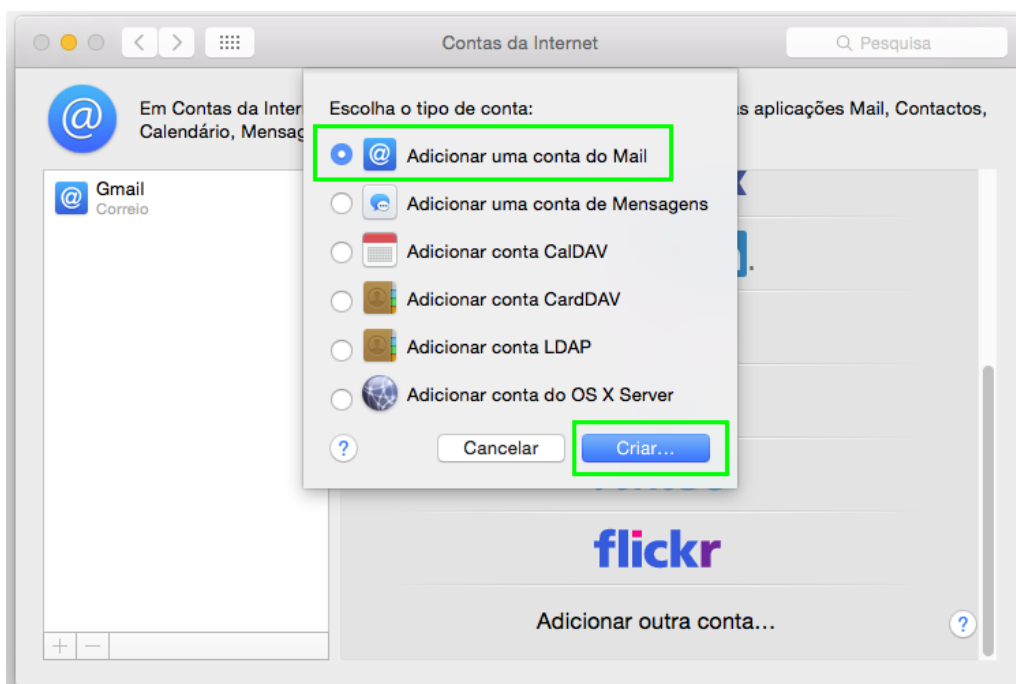 Contas da Internet
Pesquisa
Em Contas da Inter
s aplicações Mail, Contactos,
Calendário, Mensag
Escolha o tipo de conta:
Adicionar uma conta do Mail
Adicionar uma conta de Mensagens
Adicionar conta CalDAV
Adicionar conta CardDAV
Adicionar conta LDAP
Adicionar conta do OS X Server
?
Cancelar
Criar...
Gmail
Correio
flickr
Adicionar outra conta...
?